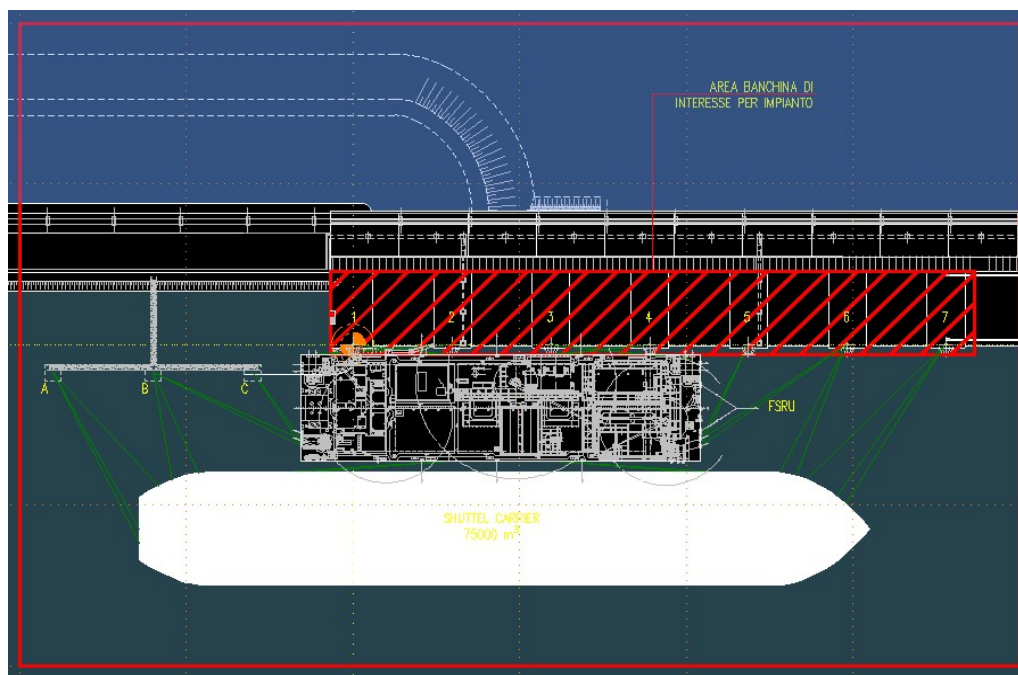 AREA BANCHINA DI
INTERESSE PER IMPIANTO
1 2 3 4 5 6 7
A B C
FSRU
SHUTTEL CARRIER
75000 m³